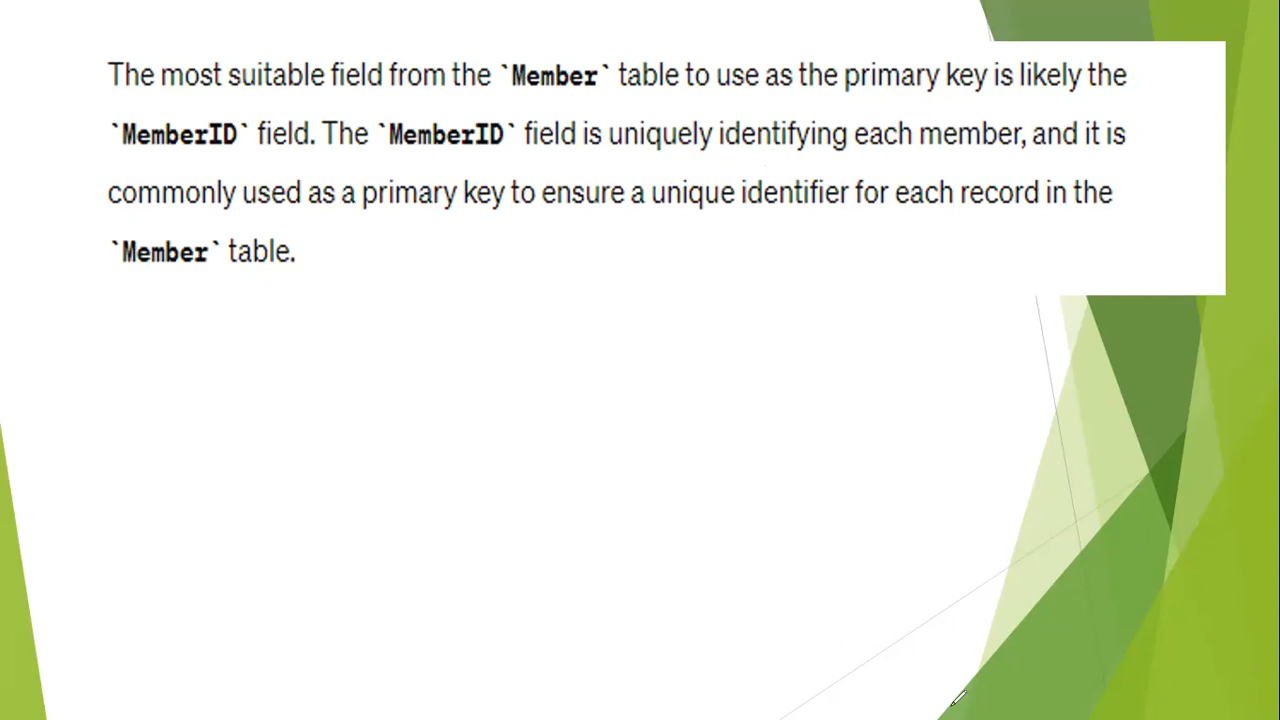 The most suitable field from the `Member` table to use as the primary key is likely the
`MemberID` field. The `MemberID` field is uniquely identifying each member, and it is
commonly used as a primary key to ensure a unique identifier for each record in the
`Member` table.